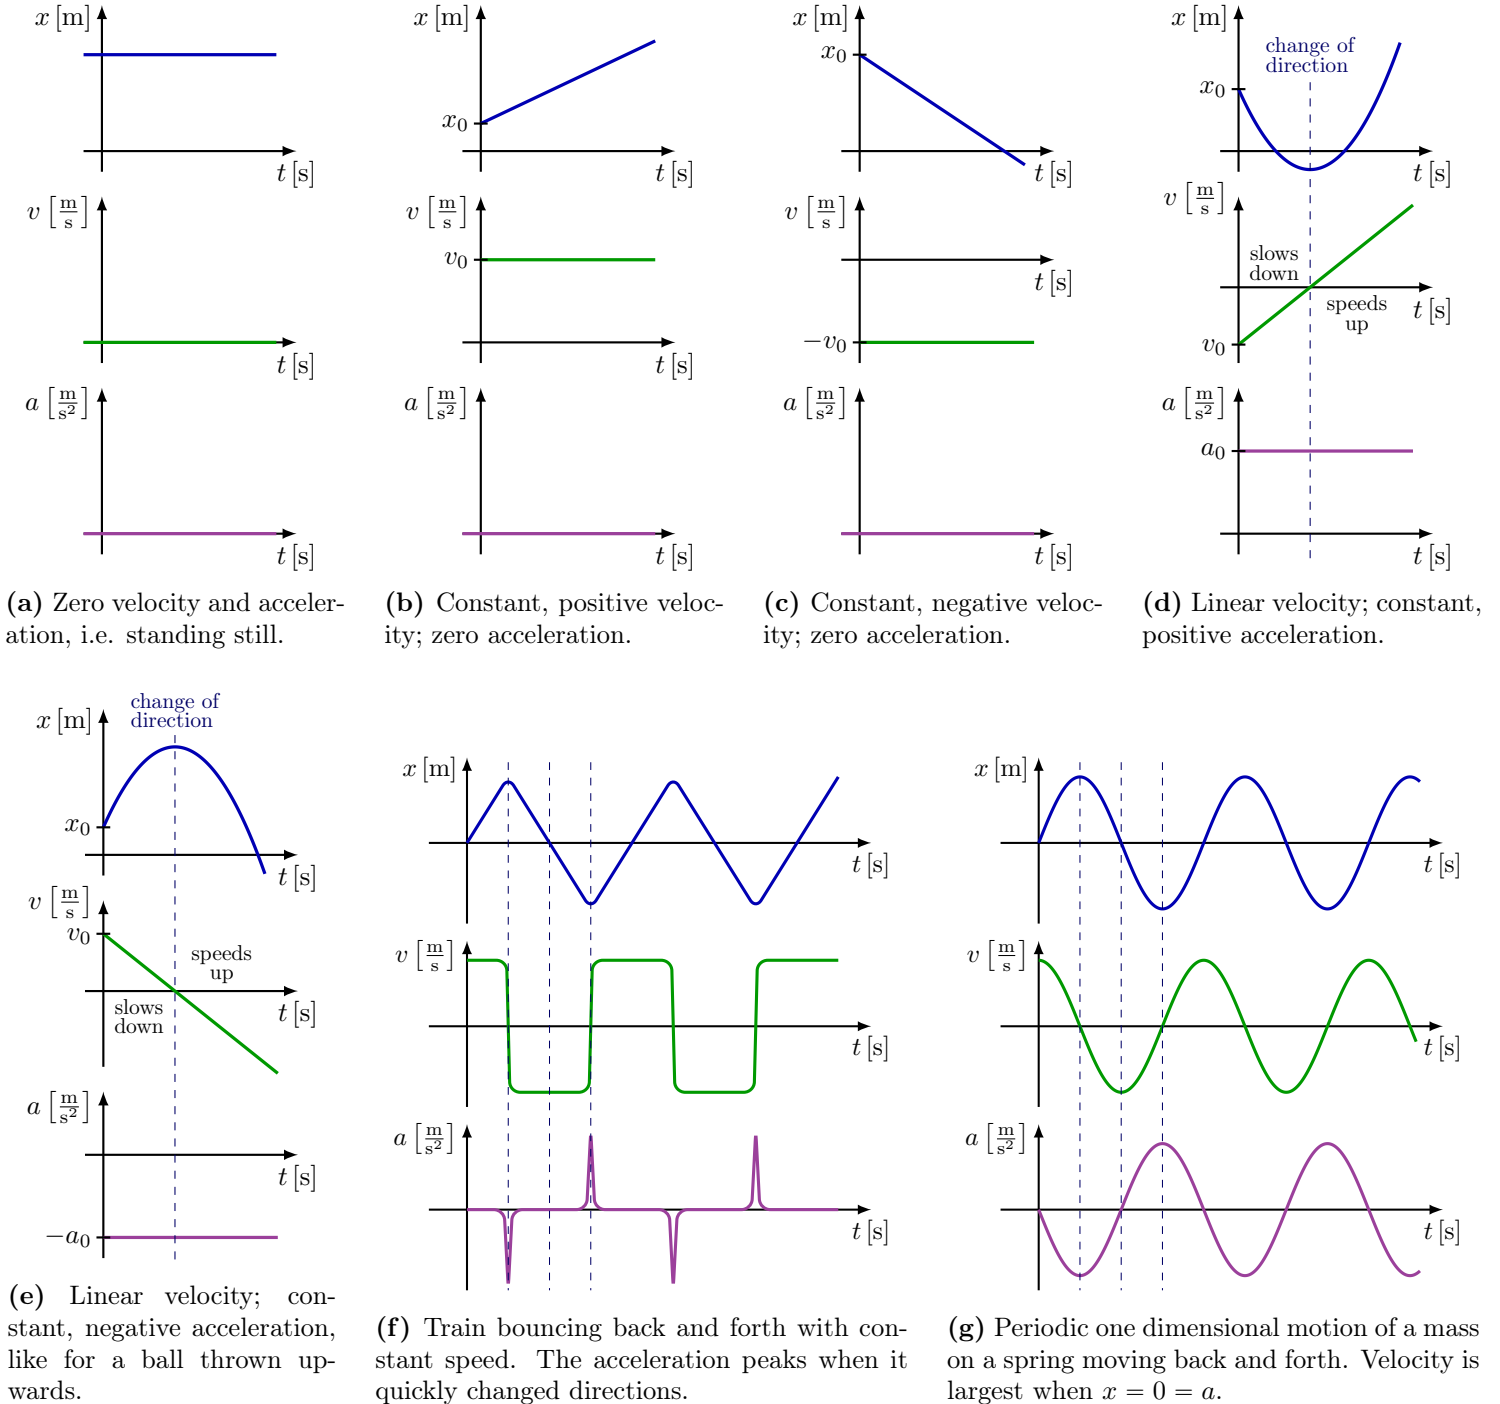 x [m]
t [s]
v [m/s]
t [s]
a [m/s²]
t [s]
(a) Zero velocity and acceler-
ation, i.e. standing still.
x [m]
x₀
t [s]
v [m/s]
v₀
t [s]
a [m/s²]
t [s]
(b) Constant, positive veloc-
ity; zero acceleration.
x [m]
x₀
t [s]
v [m/s]
t [s]
−v₀
a [m/s²]
t [s]
(c) Constant, negative veloc-
ity; zero acceleration.
x [m]
change of
direction
x₀
t [s]
v [m/s]
slows
down
speeds
up
t [s]
v₀
a [m/s²]
a₀
t [s]
(d) Linear velocity; constant,
positive acceleration.
change of
direction
x [m]
x₀
t [s]
v [m/s]
v₀
speeds
up
slows
down
t [s]
a [m/s²]
t [s]
−a₀
(e) Linear velocity; con-
stant, negative acceleration,
like for a ball thrown up-
wards.
x [m]
t [s]
v [m/s]
t [s]
a [m/s²]
t [s]
(f) Train bouncing back and forth with con-
stant speed. The acceleration peaks when it
quickly changed directions.
x [m]
t [s]
v [m/s]
t [s]
a [m/s²]
t [s]
(g) Periodic one dimensional motion of a mass
on a spring moving back and forth. Velocity is
largest when x = 0 = a.